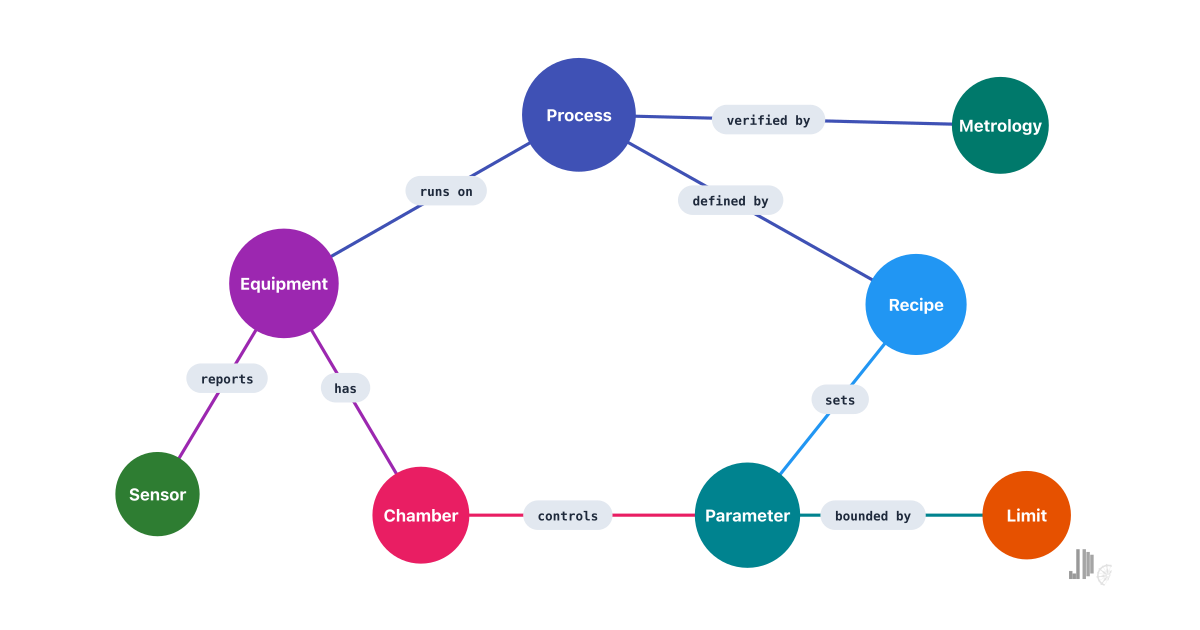 Process
verified by
Metrology
runs on
defined by
Equipment
Recipe
reports
has
sets
Sensor
Chamber
controls
Parameter
bounded by
Limit